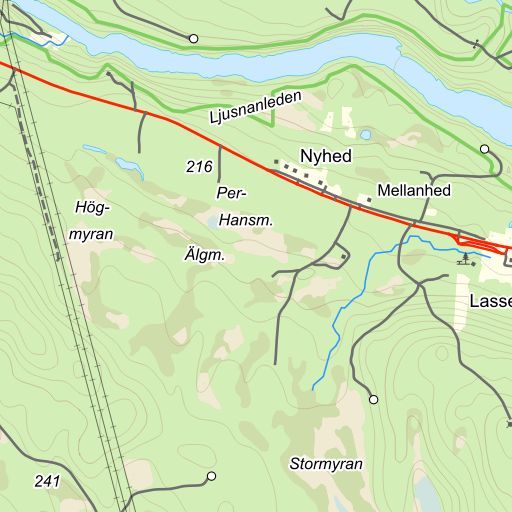 Ljusnanleden
Nyhed
216
Mellanhed
Per-
Hansm.
Hög-
myran
Älgm.
Lasse
Stormyran
241